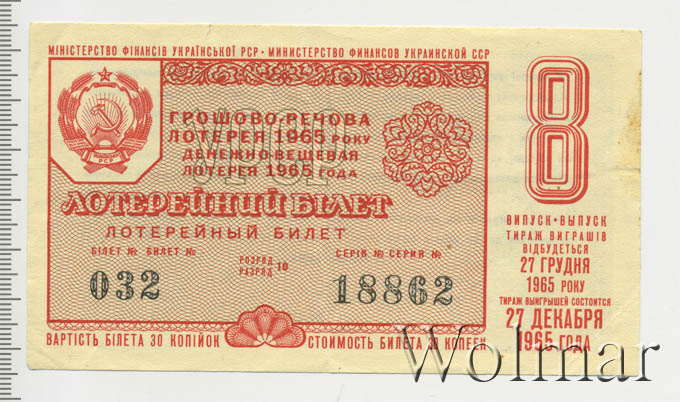 МІНІСТЕРСТВО ФІНАНСІВ УКРАЇНСЬКОЇ РСР • МИНИСТЕРСТВО ФИНАНСОВ УКРАИНСКОЙ ССР
ГРОШОВО-РЕЧОВА
ЛОТЕРЕЯ 1965 РОКУ
ДЕНЕЖНО-ВЕЩЕВАЯ
ЛОТЕРЕЯ 1965 ГОДА
ЛОТЕРЕЙНИЙ БІЛЕТ
ЛОТЕРЕЙНЫЙ БИЛЕТ
БІЛЕТ № БИЛЕТ №
032
РОЗРЯД
РАЗРЯД 10
СЕРІЯ № СЕРИЯ №
18862
ВАРТІСТЬ БІЛЕТА 30 КОПІЙОК
СТОИМОСТЬ БИЛЕТА 30 КОПЕЕК
8
ВИПУСК • ВЫПУСК
ТИРАЖ ВИГРАШІВ
ВІДБУДЕТЬСЯ
27 ГРУДНЯ
1965 РОКУ
ТИРАЖ ВЫИГРЫШЕЙ СОСТОИТСЯ
27 ДЕКАБРЯ
1965 ГОДА
Wolmar